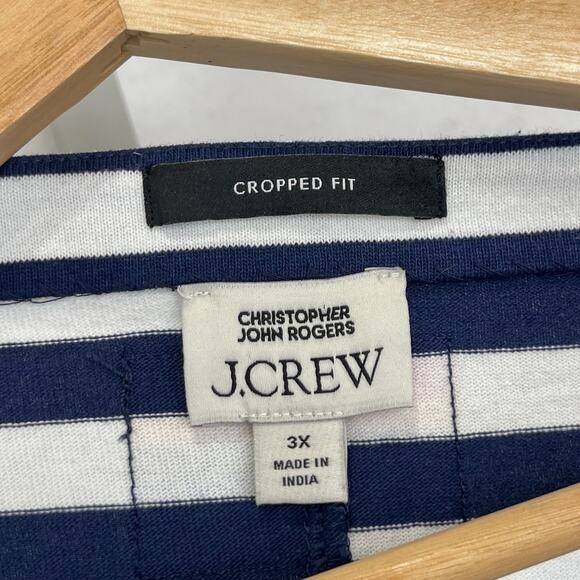 CROPPED FIT
CHRISTOPHER
JOHN ROGERS
J.CREW
3X
MADE IN
INDIA